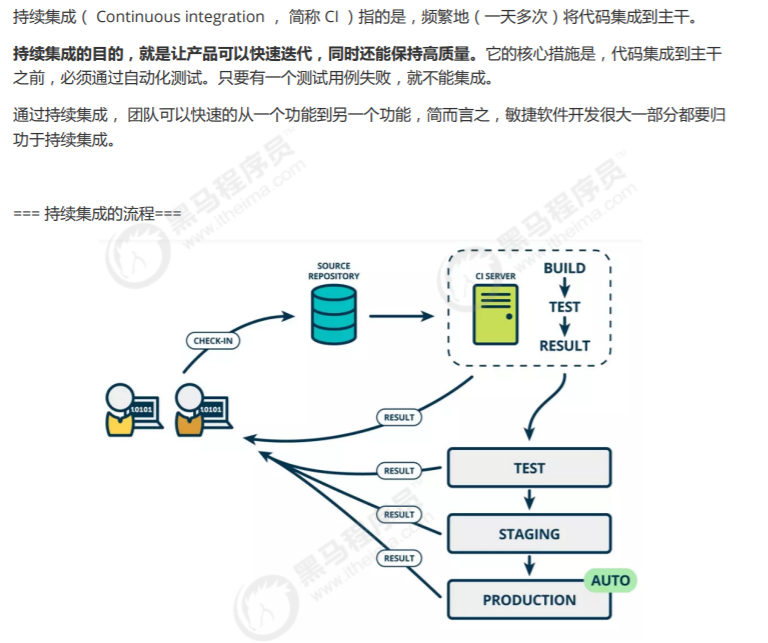 持续集成（ Continuous integration ， 简称 CI ）指的是，频繁地（一天多次）将代码集成到主干。
持续集成的目的，就是让产品可以快速迭代，同时还能保持高质量。它的核心措施是，代码集成到主干
之前，必须通过自动化测试。只要有一个测试用例失败，就不能集成。
通过持续集成， 团队可以快速的从一个功能到另一个功能，简而言之，敏捷软件开发很大一部分都要归
功于持续集成。
黑马程序员™
www.itheima.com
黑马程序员™
www.itheima.com
=== 持续集成的流程===
SOURCE
REPOSITORY
CI SERVER
BUILD
TEST
RESULT
CHECK-IN
10101
10101
RESULT
RESULT
TEST
RESULT
STAGING
RESULT
AUTO
PRODUCTION
黑马程序员
www.itheima.com